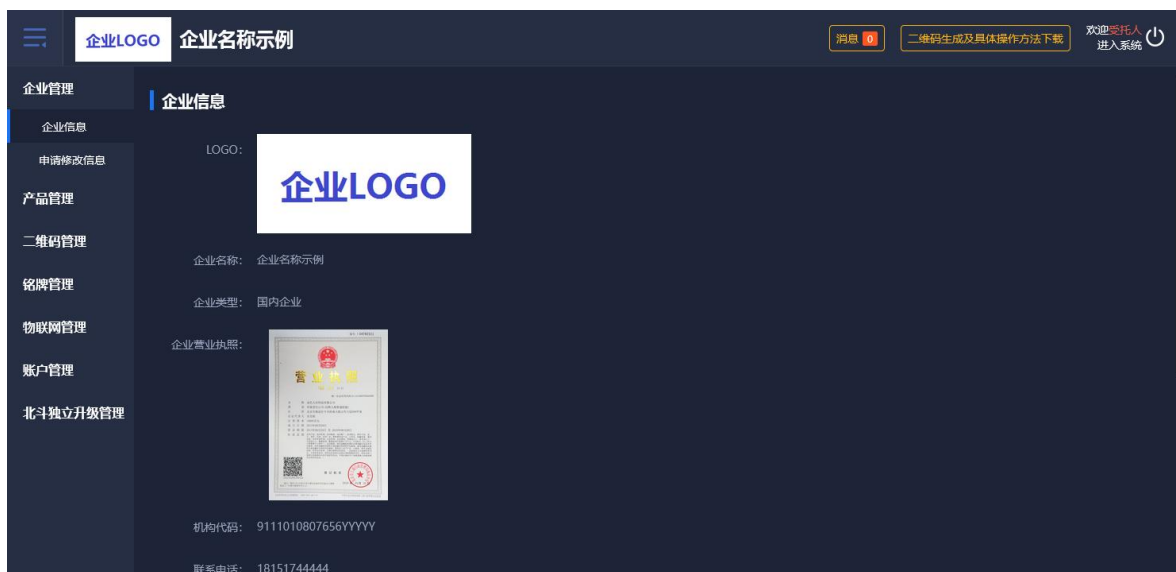 企业LOGO 企业名称示例 消息 0 二维码生成及具体操作方法下载 欢迎受托人
进入系统
企业管理
企业信息
申请修改信息
产品管理
二维码管理
铭牌管理
物联网管理
账户管理
北斗独立升级管理
企业信息
LOGO:
企业LOGO
企业名称: 企业名称示例
企业类型: 国内企业
企业营业执照:
营业执照
机构代码: 9111010807656YYYYY
联系电话: 18151744444